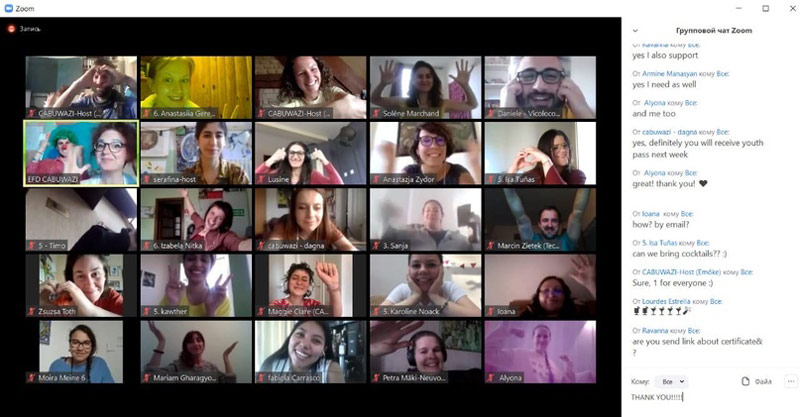 Zoom
Запись
CABUWAZI-Host (...
6. Anastasiia Gere...
CABUWAZI-Host (...
Solène Marchand
Daniele - Vicoloco...
EFD CABUWAZI
serafina-host
Lusine
Anastazja Zydor
5. Ilja Tuñas
5 - Timo
6. Izabela Nitka
cabuwazi - dagna
3. Sanja
Marcin Zietek (Tec...
Zsuzsa Toth
5. kawther
Maggie Clare (CA...
5. Karoline Noack
Ioana
Moira Meine 6
Mariam Gharagyo...
fabiola Carrasco
Petra Mäki-Neuvo...
Alyona
Групповой чат Zoom
От Ravanna кому Все:
yes I also support
От Armine Manasyan кому Все:
yes I need as well
От Alyona кому Все:
and me too
От cabuwazi - dagna кому Все:
yes, definitely you will receive youth
pass next week
От Alyona кому Все:
great! thank you! ❤
От Ioana кому Все:
how? by email?
От 5. Isa Tuñas кому Все:
can we bring cocktails?? :)
От CABUWAZI-Host (Emőke) кому Все:
Sure, 1 for everyone :)
От Lourdes Estrella кому Все:
От Ravanna кому Все:
are you send link about certificate&
?
Кому: Все
Файл
THANK YOU!!!!